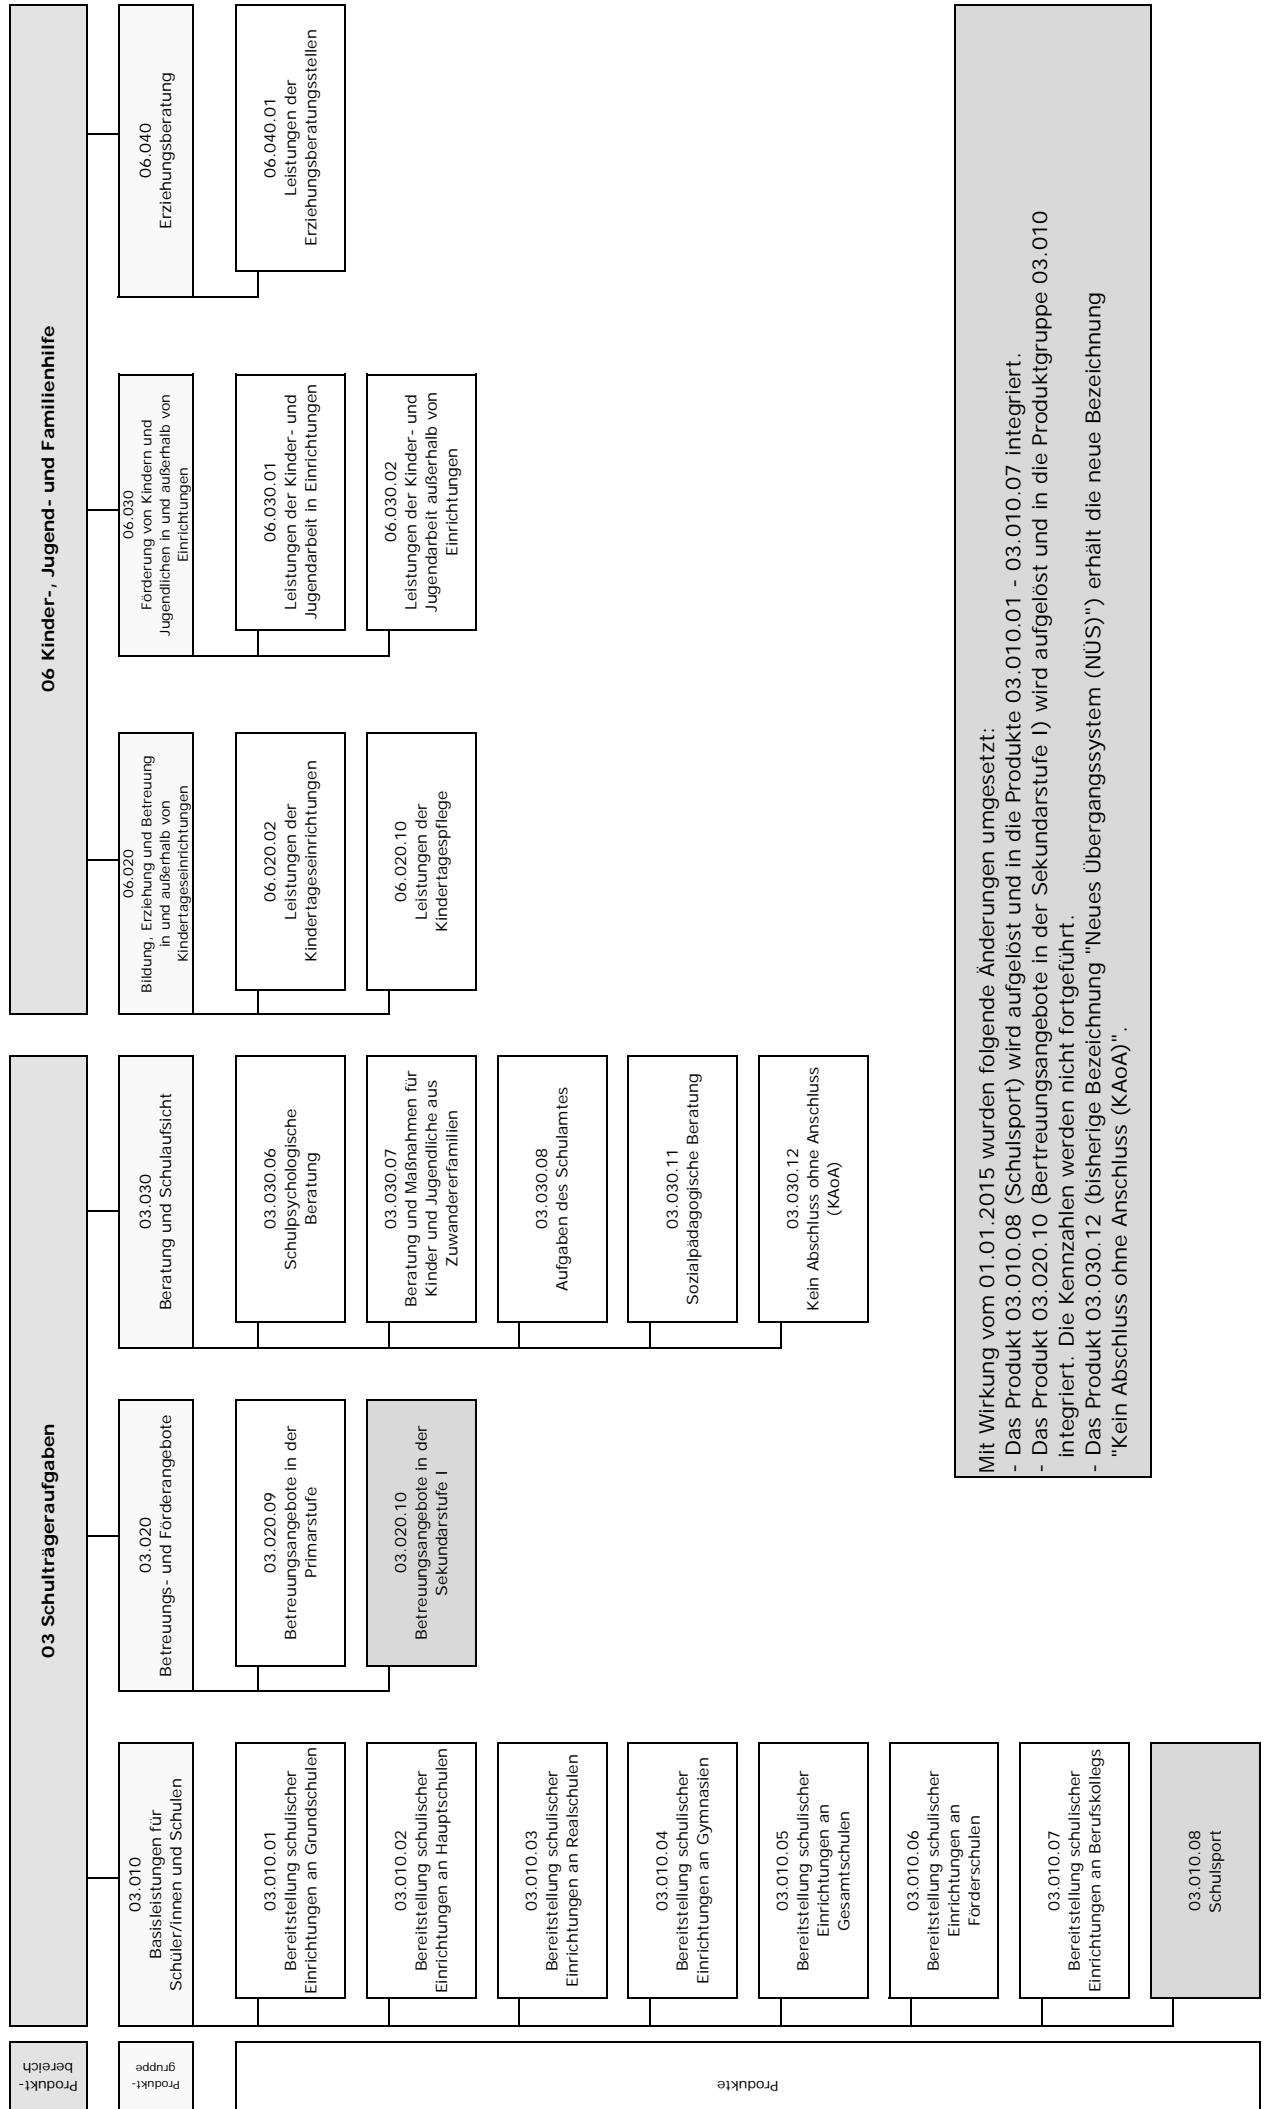 Produkt-
bereich
03 Schulträgeraufgaben
06 Kinder-, Jugend- und Familienhilfe
Produkt-
gruppe
03.010
Basisleistungen für
Schüler/innen und Schulen
03.020
Betreuungs- und Förderangebote
03.030
Beratung und Schulaufsicht
06.020
Bildung, Erziehung und Betreuung
in und außerhalb von
Kindertageseinrichtungen
06.030
Förderung von Kindern und
Jugendlichen in und außerhalb von
Einrichtungen
06.040
Erziehungsberatung
Produkte
03.010.01
Bereitstellung schulischer
Einrichtungen an Grundschulen
03.010.02
Bereitstellung schulischer
Einrichtungen an Hauptschulen
03.010.03
Bereitstellung schulischer
Einrichtungen an Realschulen
03.010.04
Bereitstellung schulischer
Einrichtungen an Gymnasien
03.010.05
Bereitstellung schulischer
Einrichtungen an
Gesamtschulen
03.010.06
Bereitstellung schulischer
Einrichtungen an
Förderschulen
03.010.07
Bereitstellung schulischer
Einrichtungen an Berufskollegs
03.010.08
Schulsport
03.020.09
Betreuungsangebote in der
Primarstufe
03.020.10
Betreuungsangebote in der
Sekundarstufe I
03.030.06
Schulpsychologische
Beratung
03.030.07
Beratung und Maßnahmen für
Kinder und Jugendliche aus
Zuwandererfamilien
03.030.08
Aufgaben des Schulamtes
03.030.11
Sozialpädagogische Beratung
03.030.12
Kein Abschluss ohne Anschluss
(KAoA)
06.020.02
Leistungen der
Kindertageseinrichtungen
06.020.10
Leistungen der
Kindertagespflege
06.030.01
Leistungen der Kinder- und
Jugendarbeit in Einrichtungen
06.030.02
Leistungen der Kinder- und
Jugendarbeit außerhalb von
Einrichtungen
06.040.01
Leistungen der
Erziehungsberatungsstellen
Mit Wirkung vom 01.01.2015 wurden folgende Änderungen umgesetzt:
- Das Produkt 03.010.08 (Schulsport) wird aufgelöst und in die Produkte 03.010.01 - 03.010.07 integriert.
- Das Produkt 03.020.10 (Bertreuungsangebote in der Sekundarstufe I) wird aufgelöst und in die Produktgruppe 03.010
integriert. Die Kennzahlen werden nicht fortgeführt.
- Das Produkt 03.030.12 (bisherige Bezeichnung "Neues Übergangssystem (NÜS)") erhält die neue Bezeichnung
"Kein Abschluss ohne Anschluss (KAoA)".